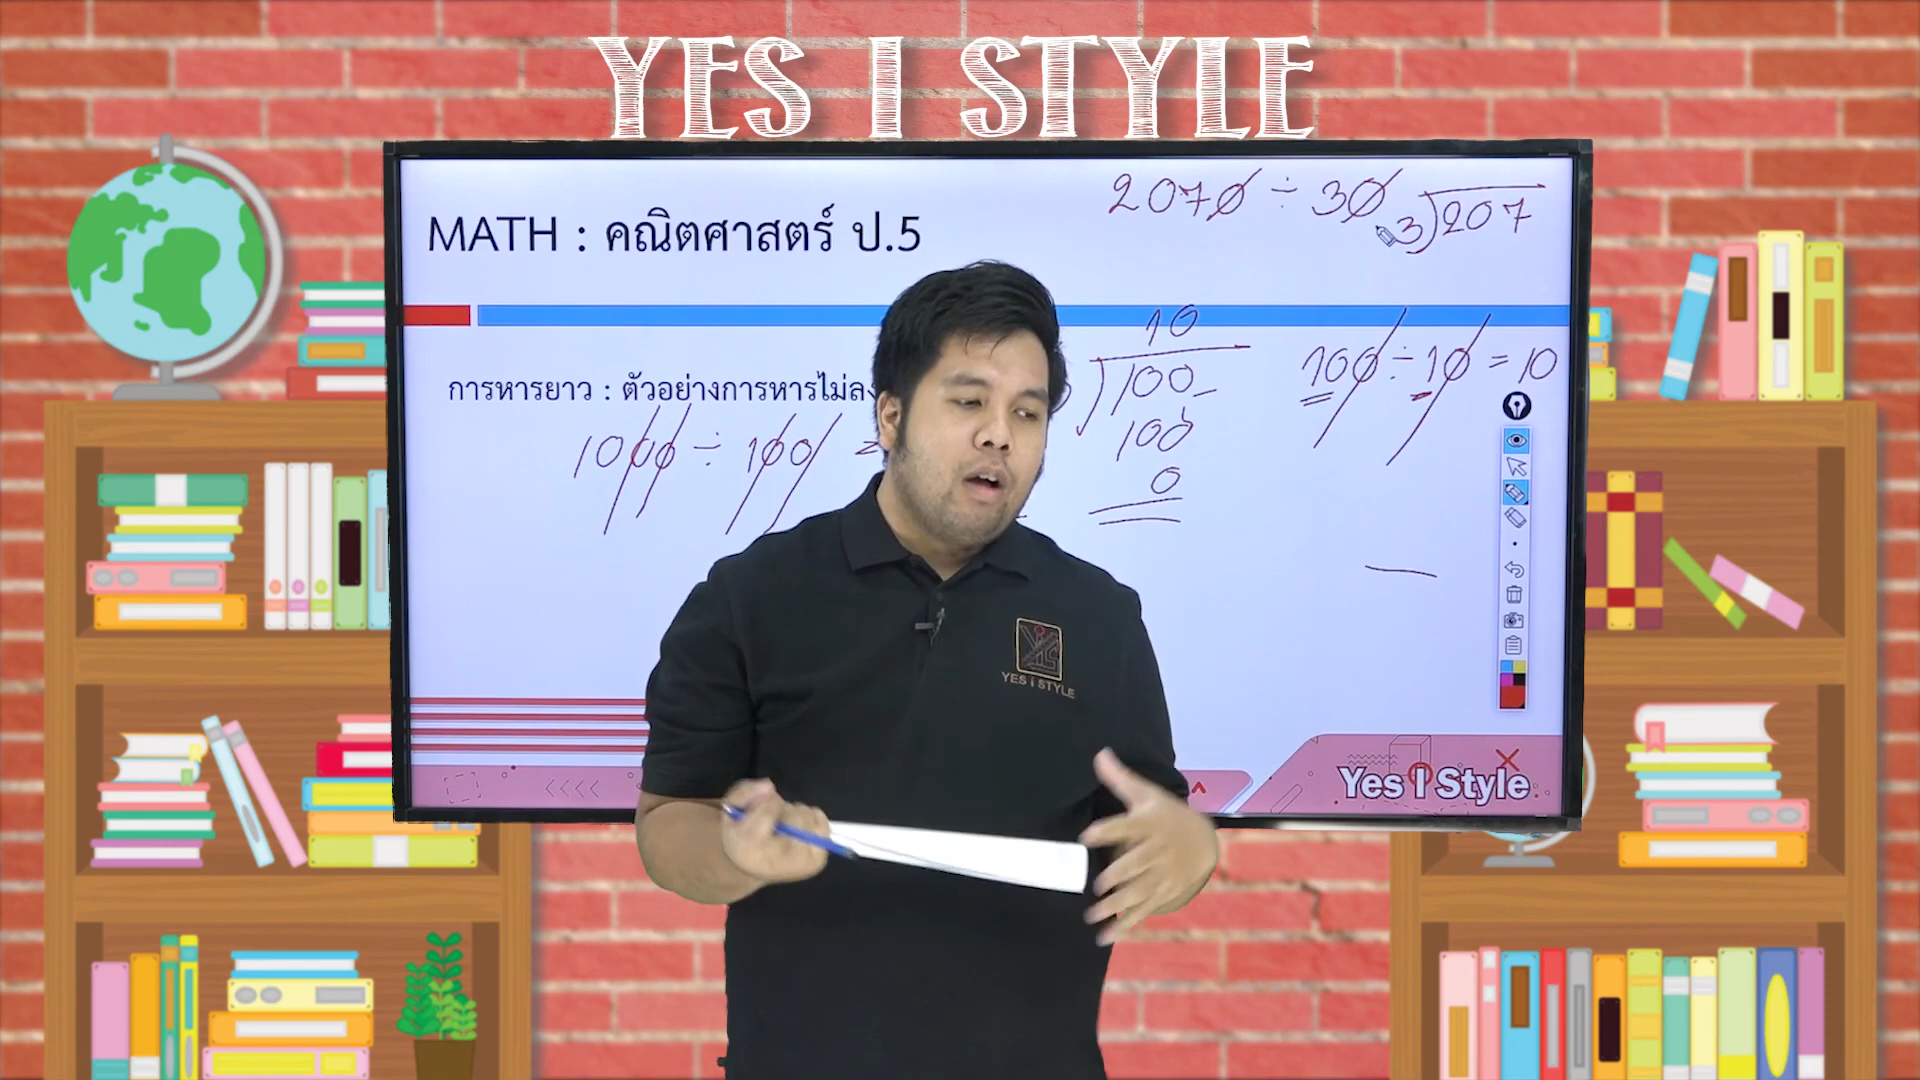 YES I STYLE
2070 ÷ 30
3)207
MATH : คณิตศาสตร์ ป.5
การหารยาว : ตัวอย่างการหารไม่ลง
10
100
100
0
100 ÷ 10 = 10
1000 ÷ 100 =
YES i STYLE
Yes I Style